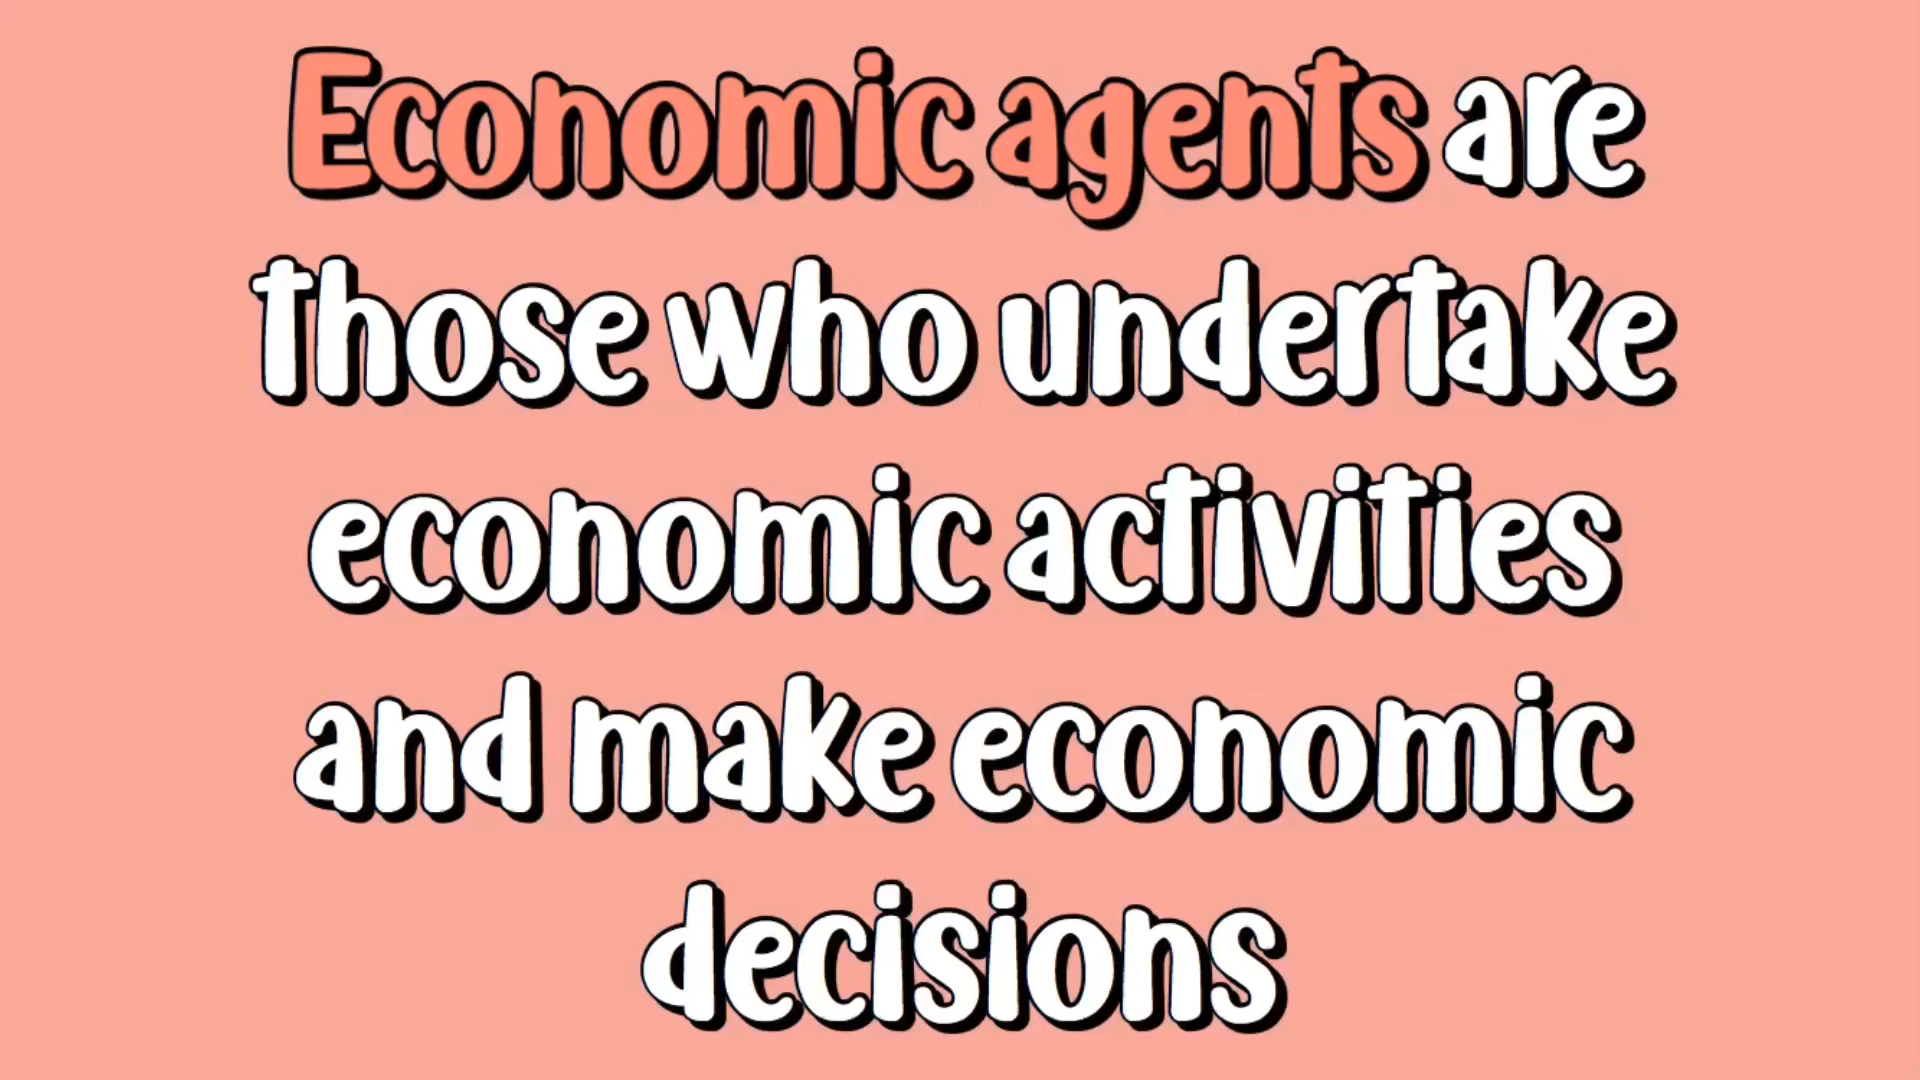 Economic agents are
those who undertake
economic activities
and make economic
decisions